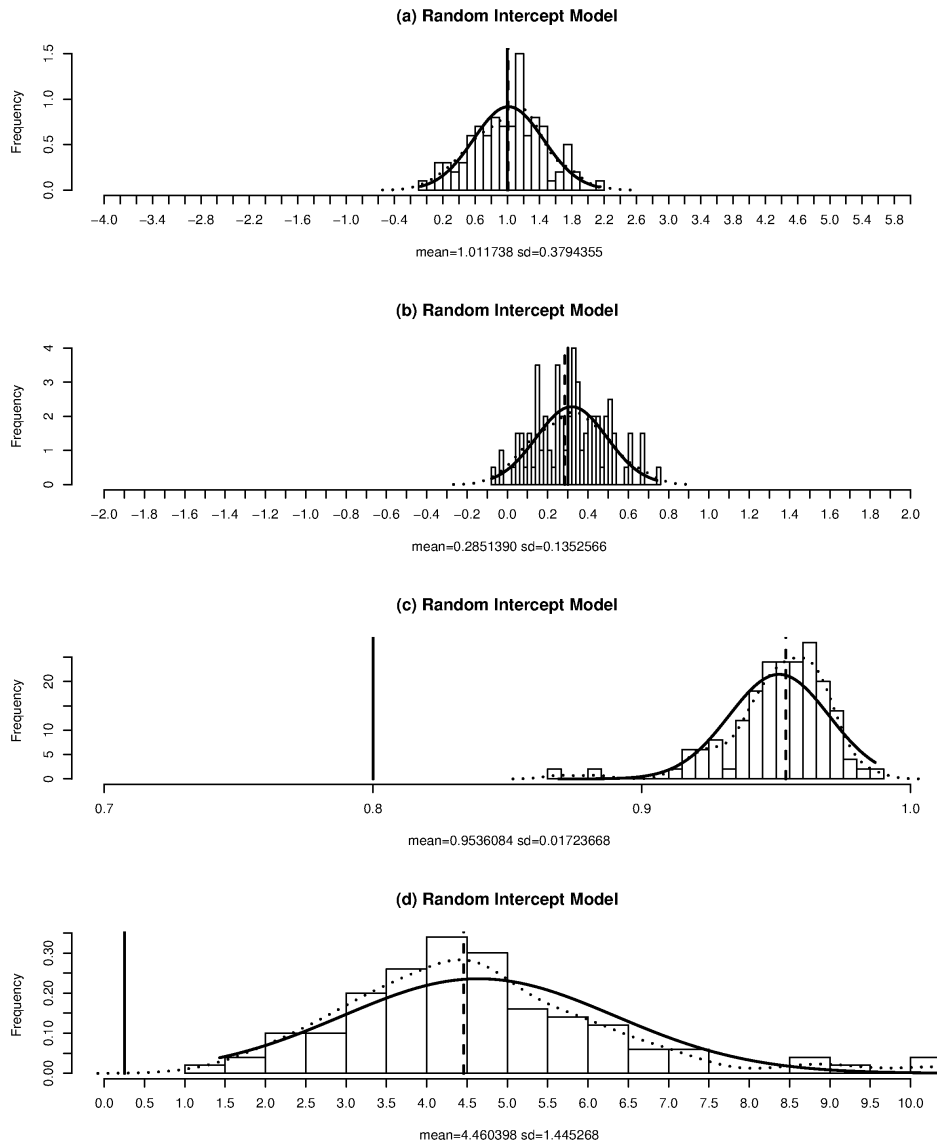 (a) Random Intercept Model
Frequency
0.0 0.5 1.0 1.5
−4.0 −3.4 −2.8 −2.2 −1.6 −1.0 −0.4 0.2 0.6 1.0 1.4 1.8 2.2 2.6 3.0 3.4 3.8 4.2 4.6 5.0 5.4 5.8
mean=1.011738 sd=0.3794355
(b) Random Intercept Model
Frequency
0 1 2 3 4
−2.0 −1.8 −1.6 −1.4 −1.2 −1.0 −0.8 −0.6 −0.4 −0.2 0.0 0.2 0.4 0.6 0.8 1.0 1.2 1.4 1.6 1.8 2.0
mean=0.2851390 sd=0.1352566
(c) Random Intercept Model
Frequency
0 5 10 20
0.7 0.8 0.9 1.0
mean=0.9536084 sd=0.01723668
(d) Random Intercept Model
Frequency
0.00 0.10 0.20 0.30
0.0 0.5 1.0 1.5 2.0 2.5 3.0 3.5 4.0 4.5 5.0 5.5 6.0 6.5 7.0 7.5 8.0 8.5 9.0 9.5 10.0
mean=4.460398 sd=1.445268